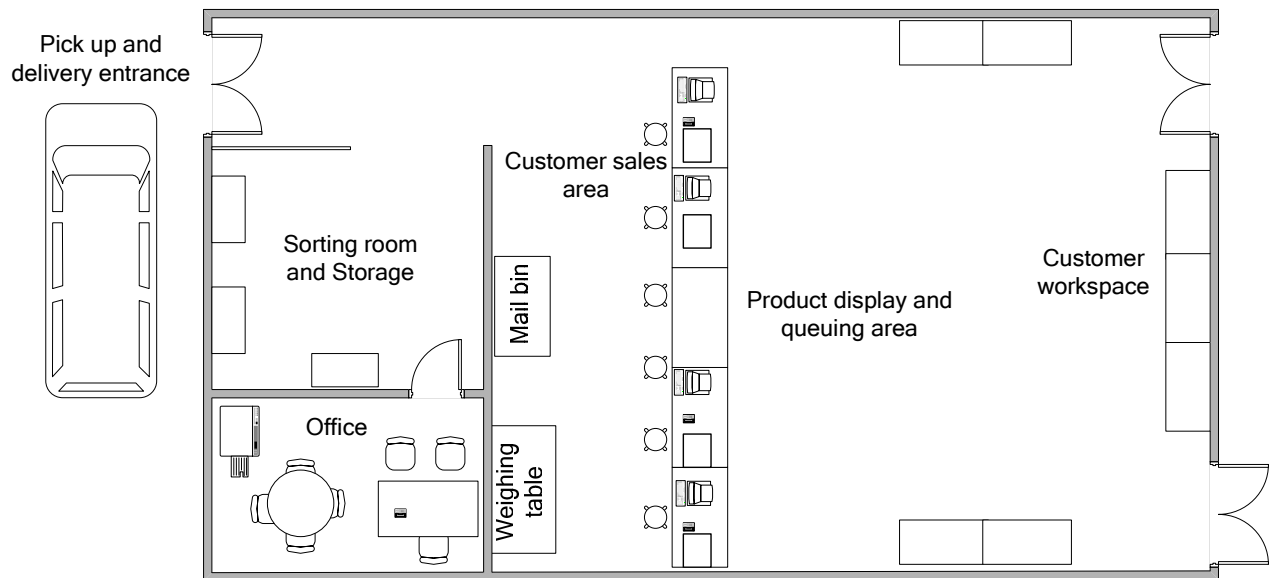 Pick up and
delivery entrance
Customer sales
area
Sorting room
and Storage
Mail bin
Customer
workspace
Product display and
queuing area
Office
Weighing
table